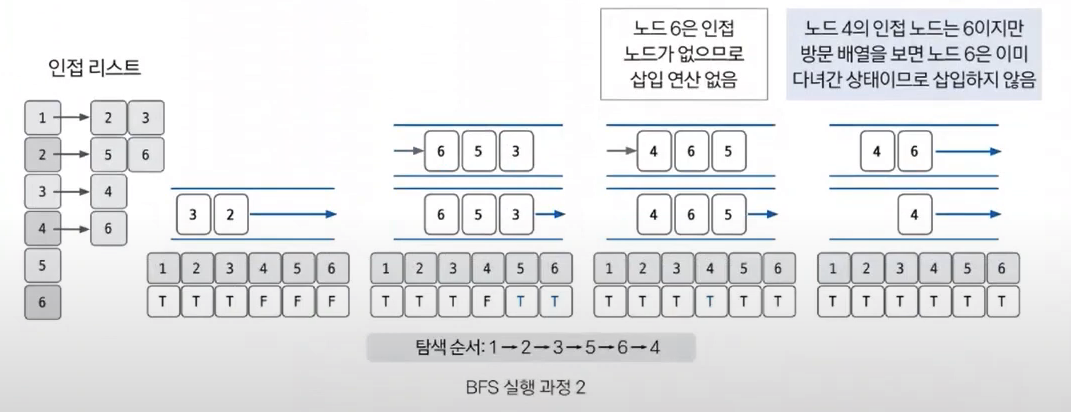 노드 6은 인접
노드가 없으므로
삽입 연산 없음
노드 4의 인접 노드는 6이지만
방문 배열을 보면 노드 6은 이미
다녀간 상태이므로 삽입하지 않음
인접 리스트
1 2 3
2 5 6
3 4
4 6
5
6
3 2
1 2 3 4 5 6
T T T F F F
6 5 3
6 5 3
1 2 3 4 5 6
T T T F T T
4 6 5
4 6 5
1 2 3 4 5 6
T T T T T T
4 6
4
1 2 3 4 5 6
T T T T T T
탐색 순서: 1→2→3→5→6→4
BFS 실행 과정 2